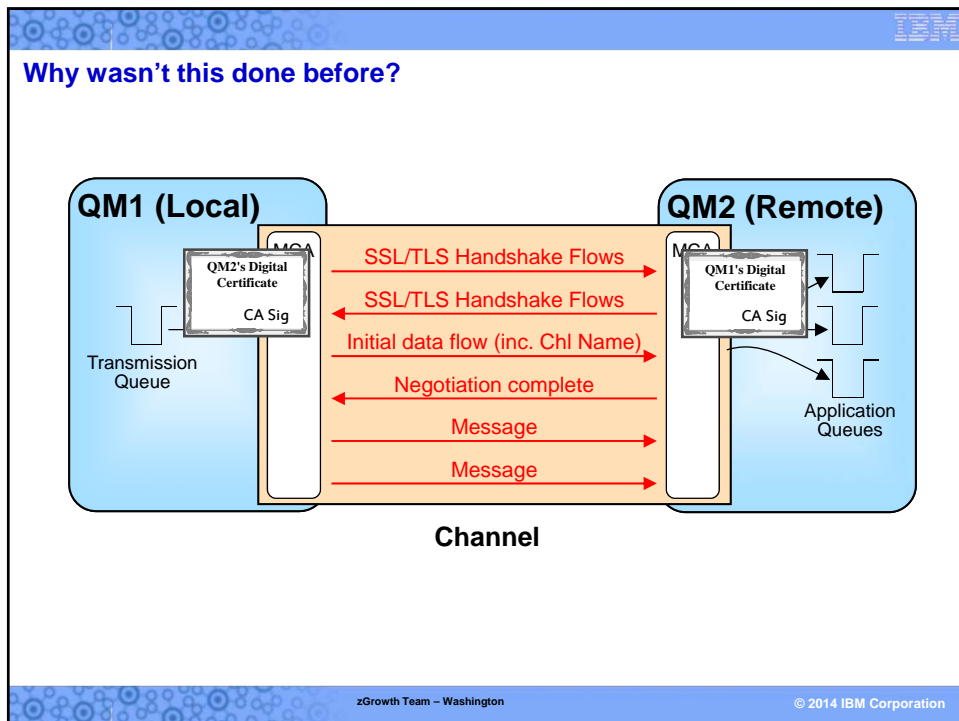 IBM
Why wasn't this done before?
QM1 (Local)
QM2 (Remote)
MCA
MCA
QM2's Digital
Certificate
CA Sig
QM1's Digital
Certificate
CA Sig
SSL/TLS Handshake Flows
SSL/TLS Handshake Flows
Initial data flow (inc. Chl Name)
Negotiation complete
Message
Message
Transmission
Queue
Application
Queues
Channel
zGrowth Team – Washington
© 2014 IBM Corporation